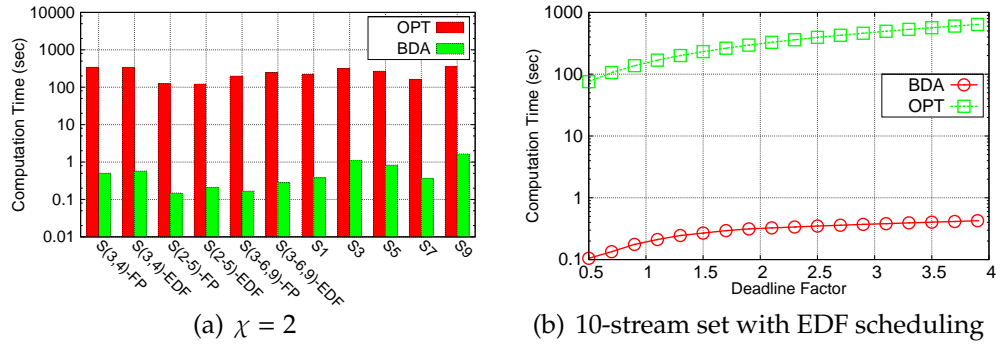 Computation Time (sec)
10000
1000
100
10
1
0.1
0.01
OPT
BDA
S(3,4)-FP
S(3,4)-EDF
S(2-5)-FP
S(2-5)-EDF
S(3-6,9)-FP
S(3-6,9)-EDF
S1
S3
S5
S7
S9
(a) χ = 2
Computation Time (sec)
1000
100
10
1
0.1
BDA
OPT
0.5 1 1.5 2 2.5 3 3.5 4
Deadline Factor
(b) 10-stream set with EDF scheduling